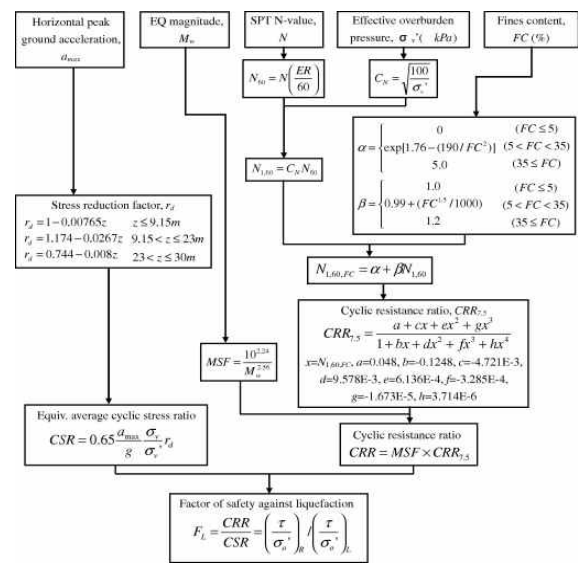 Horizontal peak
ground acceleration,
a_max
EQ magnitude,
M_w
SPT N-value,
N
Effective overburden
pressure, σ_v'( kPa)
Fines content,
FC (%)
N_60 = N(ER/60)
C_N = √(100/σ_v')
α = { 0 (FC ≤ 5)
exp[1.76−(190/FC²)] (5 < FC < 35)
5.0 (35 ≤ FC)
β = { 1.0 (FC ≤ 5)
0.99 + (FC^1.5/1000) (5 < FC < 35)
1.2 (35 ≤ FC)
N_1,60 = C_N N_60
Stress reduction factor, r_d
r_d = 1−0.00765z z ≤ 9.15m
r_d = 1.174−0.0267z 9.15 < z ≤ 23m
r_d = 0.744−0.008z 23 < z ≤ 30m
N_1,60,FC = α + βN_1,60
Cyclic resistance ratio, CRR_7.5
CRR_7.5 = (a + cx + ex² + gx³)/(1 + bx + dx² + fx³ + hx⁴)
x=N_1,60,FC, a=0.048, b=-0.1248, c=-4.721E-3,
d=9.578E-3, e=6.136E-4, f=-3.285E-4,
g=-1.673E-5, h=3.714E-6
MSF = 10^2.24/M_w^2.56
Equiv. average cyclic stress ratio
CSR = 0.65 (a_max/g) (σ_v/σ_v') r_d
Cyclic resistance ratio
CRR = MSF × CRR_7.5
Factor of safety against liquefaction
F_L = CRR/CSR = (τ/σ_o')_R / (τ/σ_o')_L